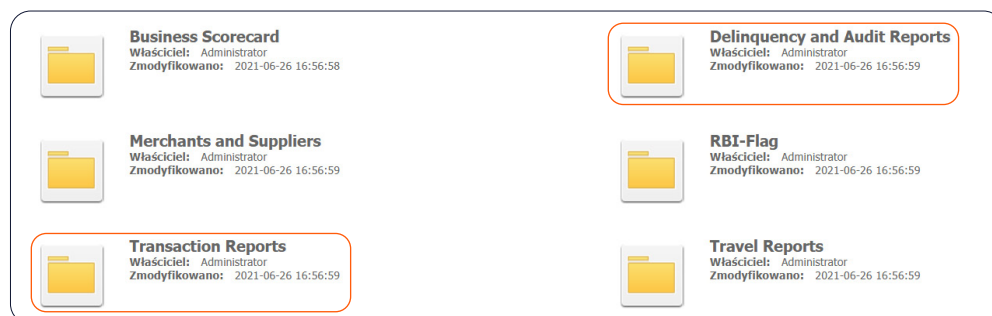 Business Scorecard
Właściciel: Administrator
Zmodyfikowano: 2021-06-26 16:56:58
Delinquency and Audit Reports
Właściciel: Administrator
Zmodyfikowano: 2021-06-26 16:56:59
Merchants and Suppliers
Właściciel: Administrator
Zmodyfikowano: 2021-06-26 16:56:59
RBI-Flag
Właściciel: Administrator
Zmodyfikowano: 2021-06-26 16:56:59
Transaction Reports
Właściciel: Administrator
Zmodyfikowano: 2021-06-26 16:56:59
Travel Reports
Właściciel: Administrator
Zmodyfikowano: 2021-06-26 16:56:59